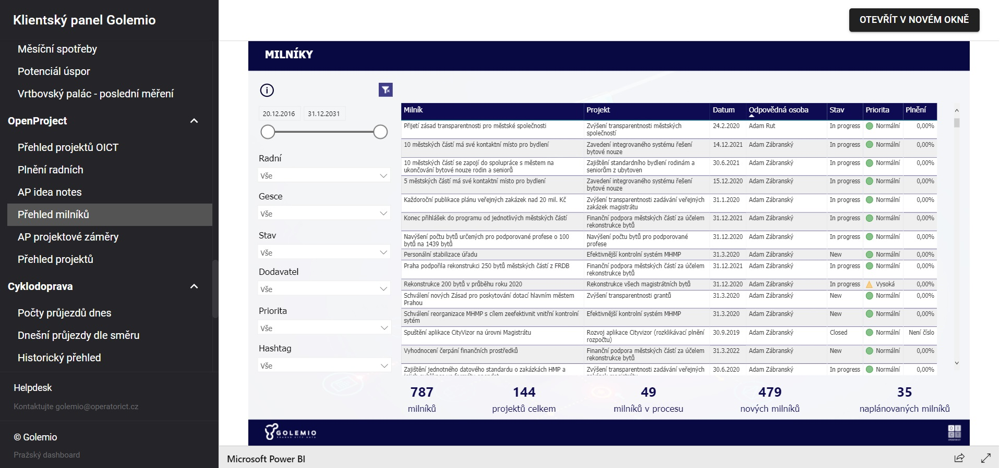 Klientský panel Golemio
Měsíční spotřeby
Potenciál úspor
Vrtbovský palác - poslední měření
OpenProject
Přehled projektů OICT
Plnění radních
AP idea notes
Přehled milníků
AP projektové záměry
Přehled projektů
Cyklodoprava
Počty průjezdů dnes
Dnešní průjezdy dle směru
Historický přehled
Helpdesk
Kontaktujte golemio@operatorict.cz
© Golemio
Pražský dashboard
OTEVŘÍT V NOVÉM OKNĚ
MILNÍKY
20.12.2016 31.12.2031
Radní
Vše
Gesce
Vše
Stav
Vše
Dodavatel
Vše
Priorita
Vše
Hashtag
Vše
Milník Projekt Datum Odpovědná osoba Stav Priorita Plnění
Přijetí zásad transparentnosti pro městské společnosti Zvýšení transparentnosti městských 24.2.2020 Adam Rut In progress Normální 0,00%
společností
10 městských částí má své kontaktní místo pro bydlení Zavedení integrovaného systému řešení 14.12.2021 Adam Zábranský In progress Normální 0,00%
bytové nouze
10 městských částí se zapojí do spolupráce s městem na Zajištění standardního bydlení rodinám a 30.6.2021 Adam Zábranský In progress Normální 0,00%
ukončování bytové nouze rodin a seniorů seniorům z ubytoven
5 městských částí má své kontaktní místo pro bydlení Zavedení integrovaného systému řešení 15.12.2020 Adam Zábranský In progress Normální 0,00%
bytové nouze
Každoroční publikace plánu veřejných zakázek nad 20 mil. Kč Zvýšení transparentnosti zadávání veřejných 31.1.2020 Adam Zábranský In progress Normální 0,00%
zakázek magistrátu
Konec přihlášek do programu od jednotlivých městských částí Finanční podpora městských částí za účelem 31.12.2021 Adam Zábranský In progress Normální 0,00%
rekonstrukce bytů
Navýšení počtu bytů určených pro podporované profese o 100 Navýšení počtu bytů pro podporované 31.12.2020 Adam Zábranský In progress Normální 0,00%
bytů na 1439 bytů profese
Personální stabilizace úřadu Efektivnější kontrolní systém MHMP 31.3.2020 Adam Zábranský New Normální 0,00%
Praha podpořila rekonstrukci 250 bytů městských částí z FRDB Finanční podpora městských částí za účelem 31.12.2021 Adam Zábranský In progress Normální 0,00%
rekonstrukce bytů
Rekonstrukce 200 bytů v průběhu roku 2020 Rekonstrukce všech magistrátních bytů 31.12.2020 Adam Zábranský In progress Vysoká 0,00%
Schválení nových Zásad pro poskytování dotací hlavním městem Zvýšení transparentnosti grantů 31.3.2020 Adam Zábranský New Normální 0,00%
Prahou
Schválení reorganizace MHMP s cílem zeefektivnit vnitřní kontrolní Efektivnější kontrolní systém MHMP 31.3.2020 Adam Zábranský New Normální 0,00%
sytém
Spuštění aplikace CityVizor na úrovni Magistrátu Rozvoj aplikace Cityvizor (rozklikávací plnění 30.9.2019 Adam Zábranský Closed Normální Není číslo
rozpočtu)
Vyhodnocení čerpání finančních prostředků Finanční podpora městských částí za účelem 31.3.2022 Adam Zábranský New Normální 0,00%
rekonstrukce bytů
Zajištění jednotného datového standardu o zakázkách HMP a Zvýšení transparentnosti zadávání veřejných 30.6.2020 Adam Zábranský In progress Normální 0,00%
787 144 49 479 35
milníků projektů celkem milníků v procesu nových milníků naplánovaných milníků
GOLEMIO
Microsoft Power BI